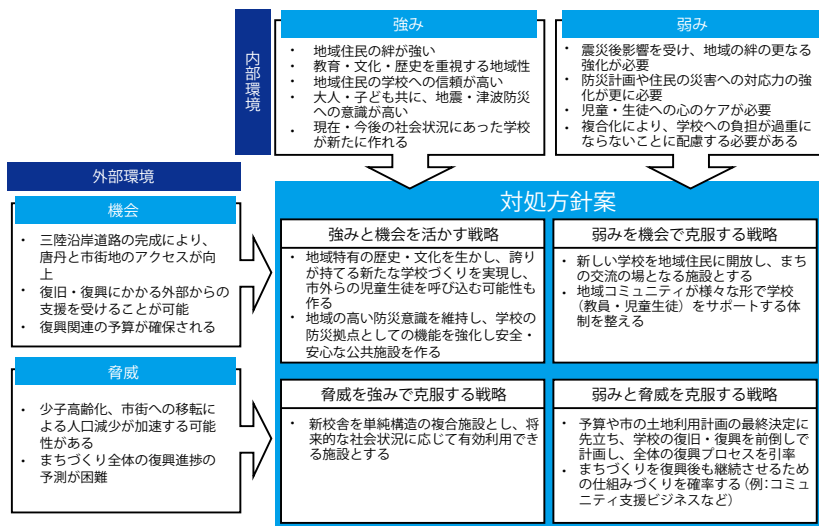 内部環境
強み
・ 地域住民の絆が強い
・ 教育・文化・歴史を重視する地域性
・ 地域住民の学校への信頼が高い
・ 大人・子ども共に、地震・津波防災
への意識が高い
・ 現在・今後の社会状況にあった学校
が新たに作れる
弱み
・ 震災後影響を受け、地域の絆の更なる
強化が必要
・ 防災計画や住民の災害への対応力の強
化が更に必要
・ 児童・生徒への心のケアが必要
・ 複合化により、学校への負担が過重に
ならないことに配慮する必要がある
外部環境
機会
・ 三陸沿岸道路の完成により、
唐丹と市街地のアクセスが向
上
・ 復旧・復興にかかる外部からの
支援を受けることが可能
・ 復興関連の予算が確保される
脅威
・ 少子高齢化、市街への移転に
よる人口減少が加速する可能
性がある
・ まちづくり全体の復興進捗の
予測が困難
対処方針案
強みと機会を活かす戦略
・ 地域特有の歴史・文化を生かし、誇り
が持てる新たな学校づくりを実現し、
市外らの児童生徒を呼び込む可能性も
作る
・ 地域の高い防災意識を維持し、学校の
防災拠点としての機能を強化し安全・
安心な公共施設を作る
弱みを機会で克服する戦略
・ 新しい学校を地域住民に開放し、まち
の交流の場となる施設とする
・ 地域コミュニティが様々な形で学校
（教員・児童生徒）をサポートする体
制を整える
脅威を強みで克服する戦略
・ 新校舎を単純構造の複合施設とし、将
来的な社会状況に応じて有効利用でき
る施設とする
弱みと脅威を克服する戦略
・ 予算や市の土地利用計画の最終決定に
先立ち、学校の復旧・復興を前倒しで
計画し、全体の復興プロセスを引率
・ まちづくりを復興後も継続させるため
の仕組みづくりを確率する（例：コミュ
ニティ支援ビジネスなど）